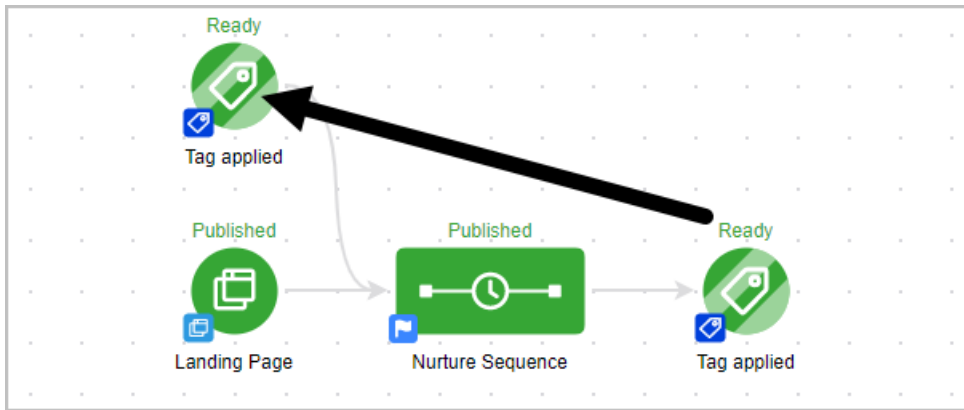 Ready
Tag applied
Published
Landing Page
Published
Nurture Sequence
Ready
Tag applied